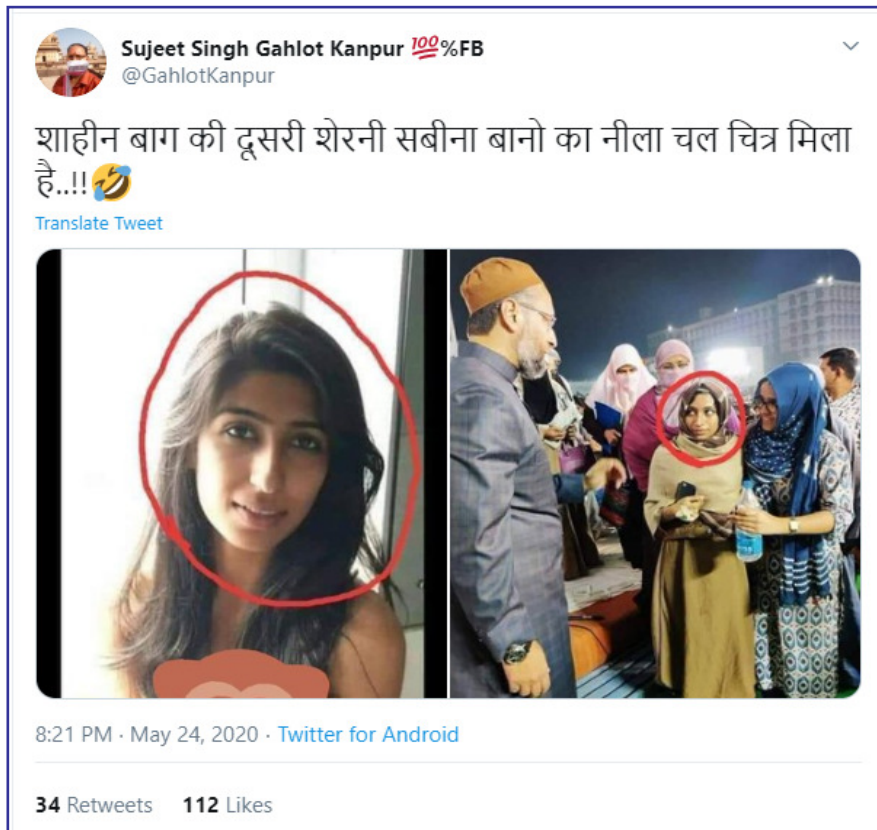 Sujeet Singh Gahlot Kanpur 💯%FB
@GahlotKanpur
शाहीन बाग की दूसरी शेरनी सबीना बानो का नीला चल चित्र मिला
है..!!🤣
Translate Tweet
8:21 PM · May 24, 2020 · Twitter for Android
34 Retweets 112 Likes